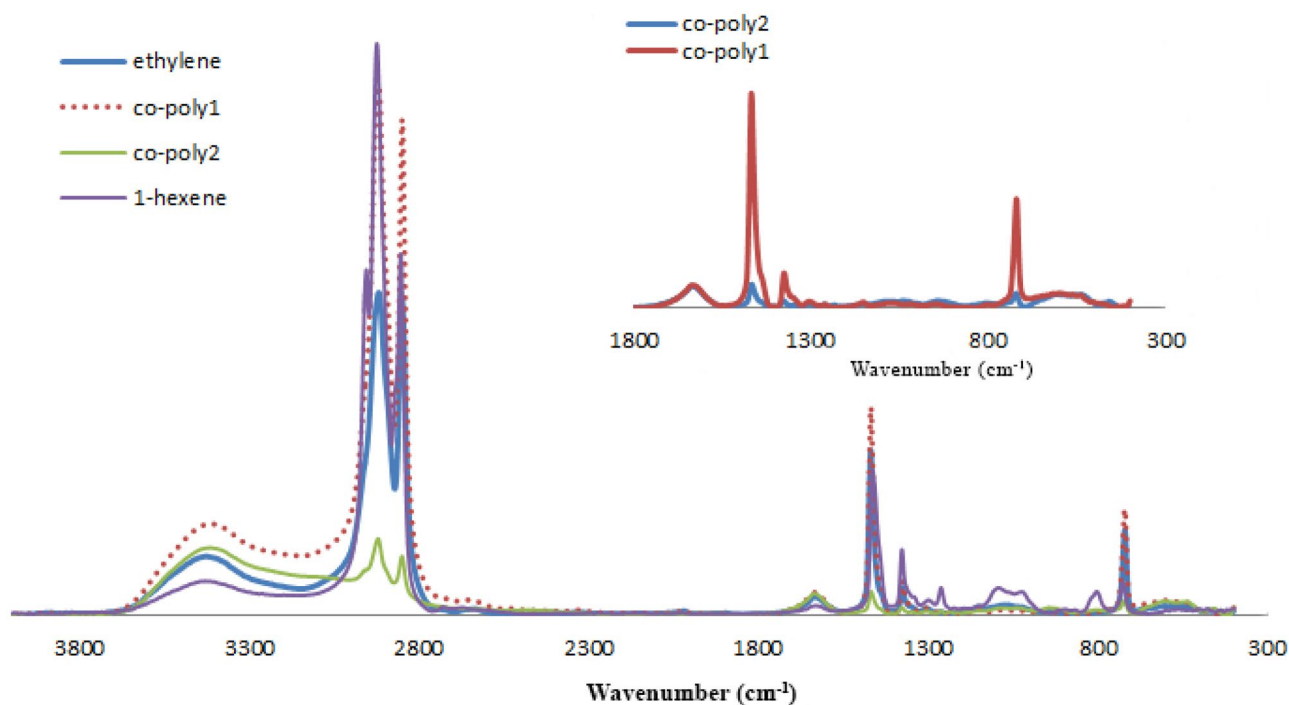 ethylene
co-poly1
co-poly2
1-hexene
co-poly2
co-poly1
1800 1300 800 300
Wavenumber (cm⁻¹)
3800 3300 2800 2300 1800 1300 800 300
Wavenumber (cm⁻¹)